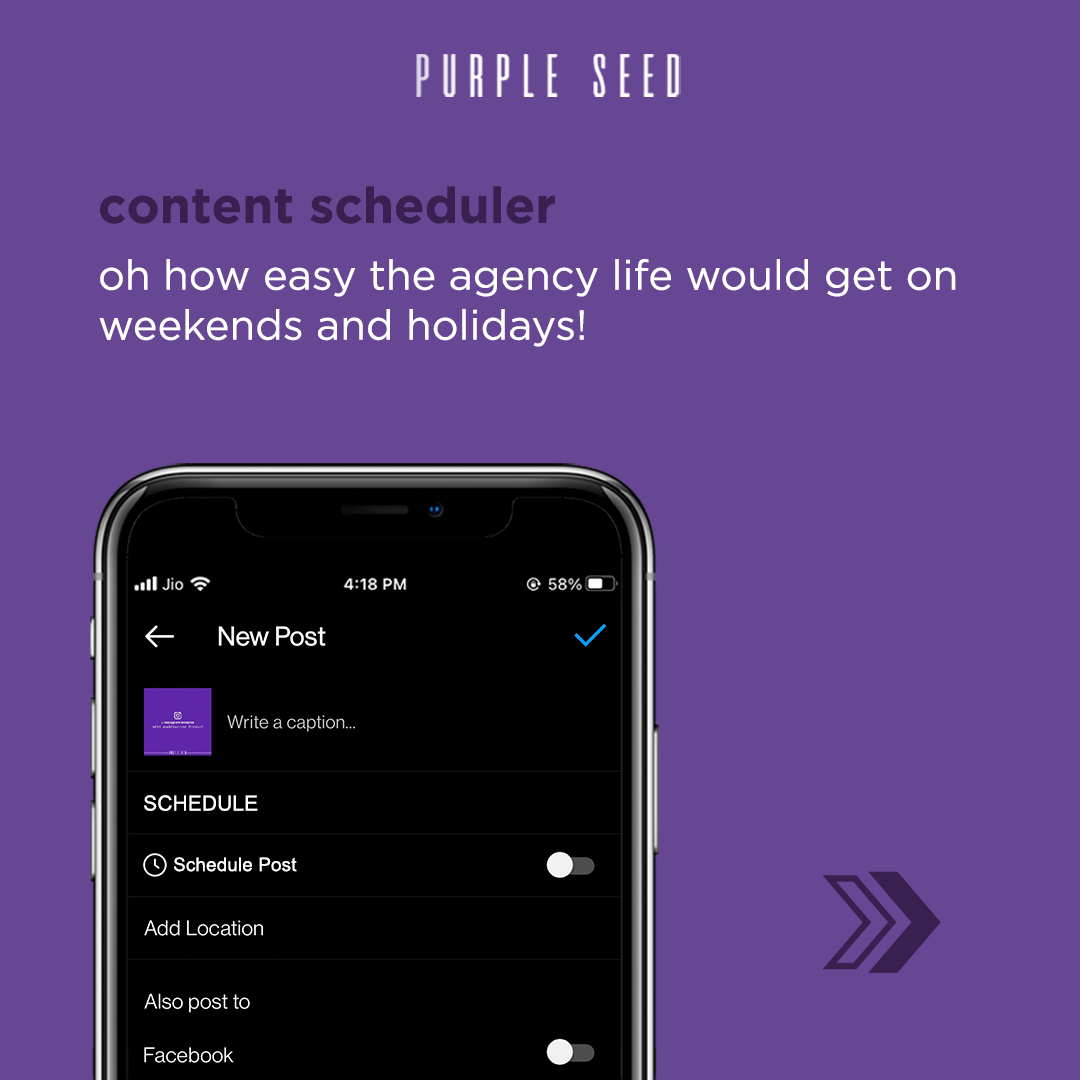 PURPLE SEED
content scheduler
oh how easy the agency life would get on
weekends and holidays!
Jio 4:18 PM 58%
New Post
Write a caption...
SCHEDULE
Schedule Post
Add Location
Also post to
Facebook